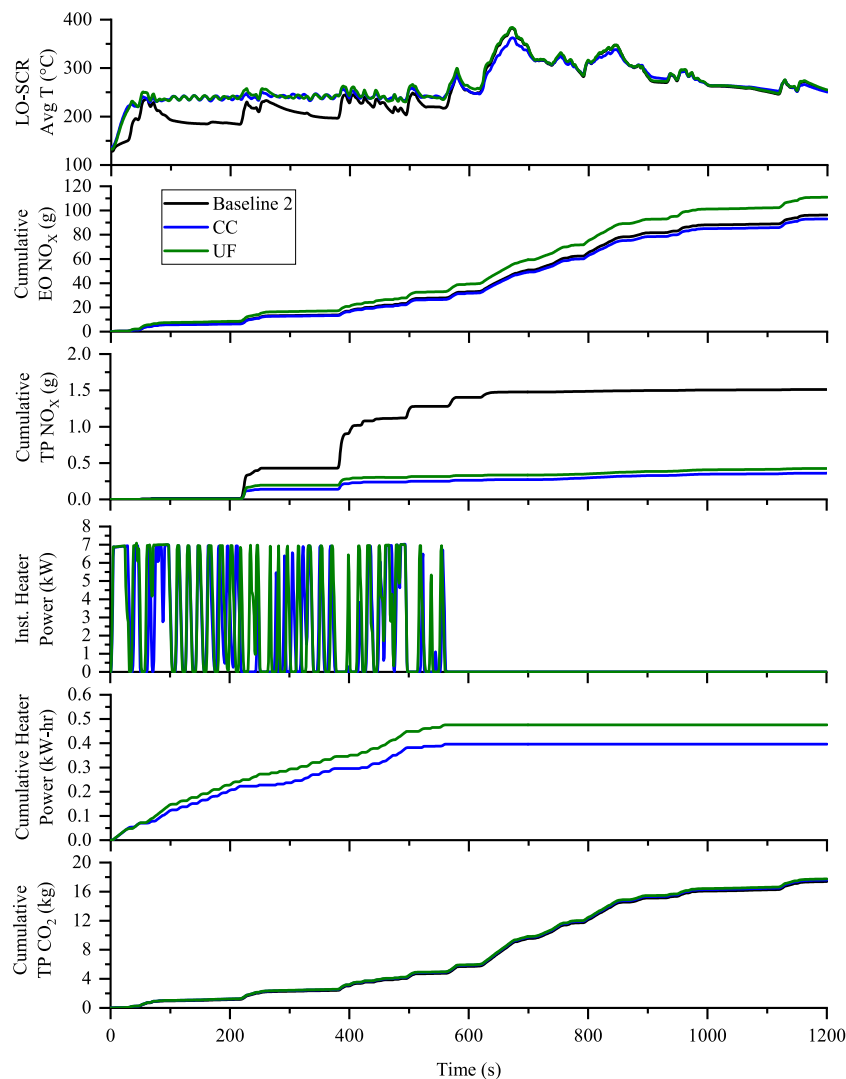 400
300
200
100
LO-SCR
Avg T (°C)
120
100
80
60
40
20
0
Cumulative
EO NOX (g)
Baseline 2
CC
UF
2.0
1.5
1.0
0.5
0.0
Cumulative
TP NOX (g)
8
7
6
5
4
3
2
1
0
Inst. Heater
Power (kW)
0.6
0.5
0.4
0.3
0.2
0.1
0.0
Cumulative Heater
Power (kW-hr)
20
16
12
8
4
0
Cumulative
TP CO2 (kg)
0 200 400 600 800 1000 1200
Time (s)